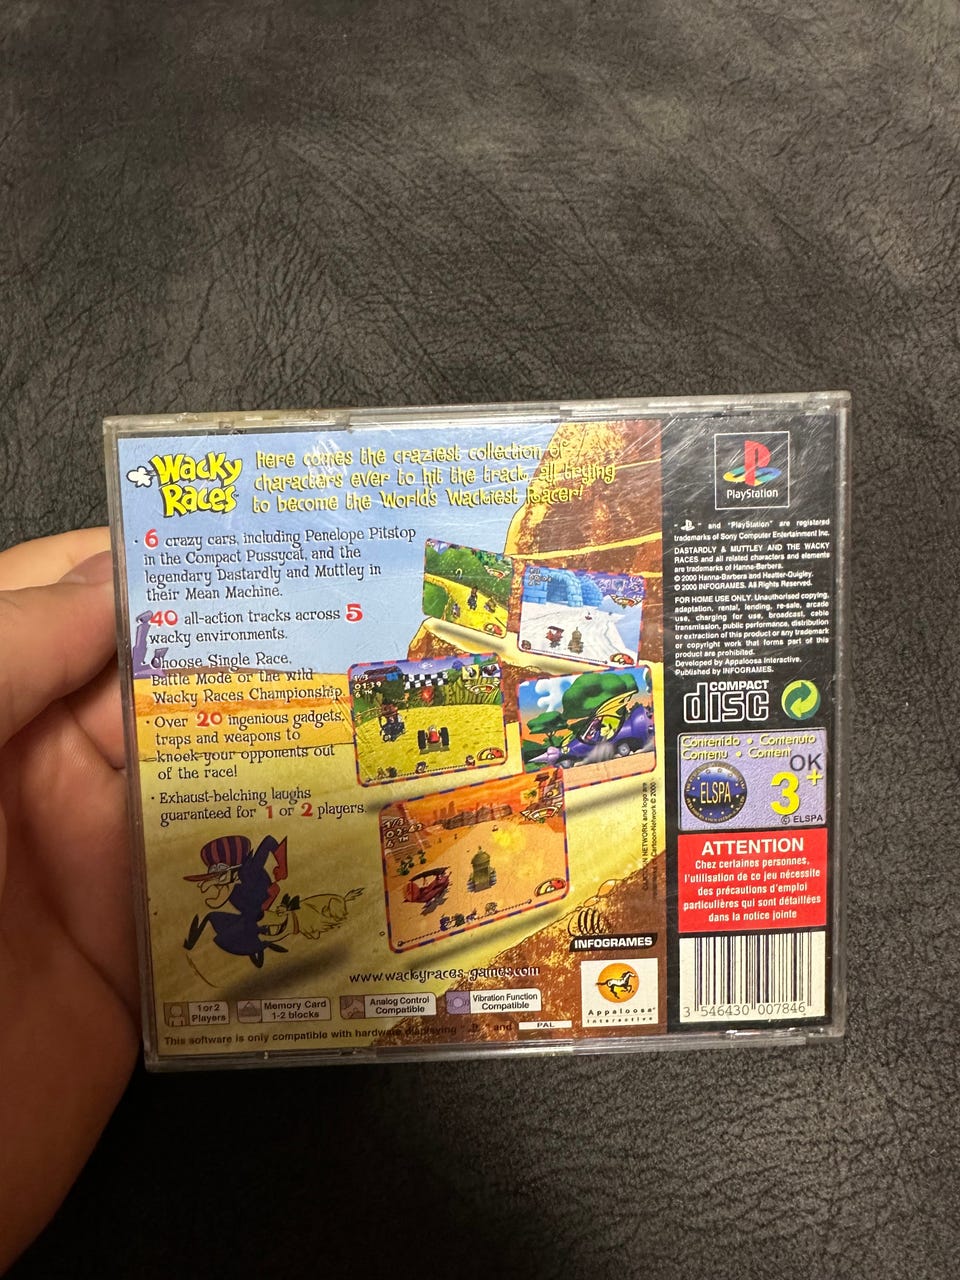 Wacky
Races
Here comes the craziest collection of
characters ever to hit the track, all trying
to become the World's Wackiest Racer!
· 6 crazy cars, including Penelope Pitstop
in the Compact Pussycat, and the
legendary Dastardly and Muttley in
their Mean Machine.
· 40 all-action tracks across 5
wacky environments.
· Choose Single Race,
Battle Mode or the wild
Wacky Races Championship.
· Over 20 ingenious gadgets,
traps and weapons to
knock your opponents out
of the race!
· Exhaust-belching laughs
guaranteed for 1 or 2 players.
www.wackyraces-games.com
INFOGRAMES
Appaloosa
Interactive
1 or 2
Players
Memory Card
1-2 blocks
Analog Control
Compatible
Vibration Function
Compatible
This software is only compatible with hardware displaying " " and PAL
PlayStation
" " and "PlayStation" are registered
trademarks of Sony Computer Entertainment Inc.
DASTARDLY & MUTTLEY AND THE WACKY
RACES and all related characters and elements
are trademarks of Hanna-Barbera.
© 2000 Hanna-Barbera and Heatter-Quigley.
© 2000 INFOGRAMES. All Rights Reserved.
FOR HOME USE ONLY. Unauthorised copying,
adaptation, rental, lending, re-sale, arcade
use, charging for use, broadcast, cable
transmission, public performance, distribution
or extraction of this product or any trademark
or copyright work that forms part of this
product are prohibited.
Developed by Appaloosa Interactive.
Published by INFOGRAMES.
COMPACT
disc
Contenido • Contenuto
Contenu • Content
OK
3+
ELSPA
© ELSPA
ATTENTION
Chez certaines personnes,
l'utilisation de ce jeu nécessite
des précautions d'emploi
particulières qui sont détaillées
dans la notice jointe
3 546430 007846
NETWORK and logo are
Cartoon Network © 2000